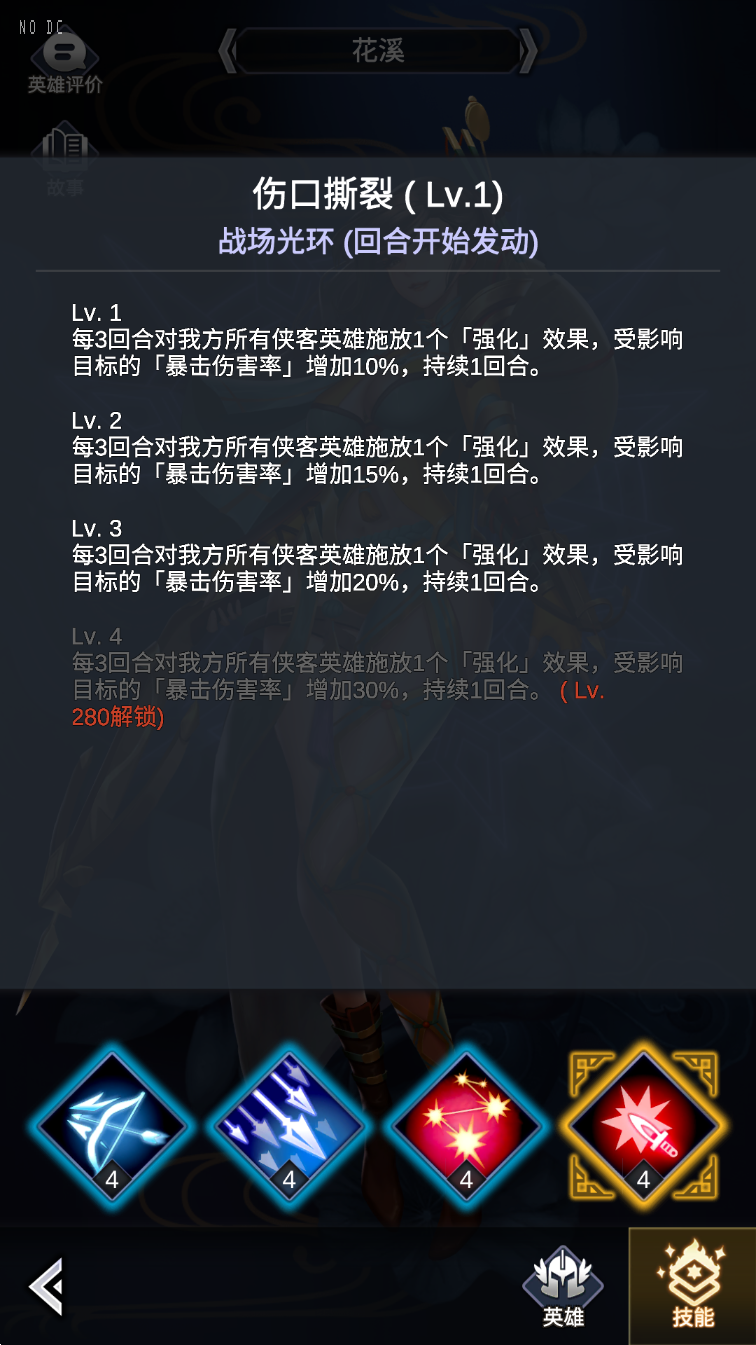 NO DC
花溪
英雄评价
故事
伤口撕裂 ( Lv.1)
战场光环 (回合开始发动)
Lv. 1
每3回合对我方所有侠客英雄施放1个「强化」效果，受影响
目标的「暴击伤害率」增加10%，持续1回合。
Lv. 2
每3回合对我方所有侠客英雄施放1个「强化」效果，受影响
目标的「暴击伤害率」增加15%，持续1回合。
Lv. 3
每3回合对我方所有侠客英雄施放1个「强化」效果，受影响
目标的「暴击伤害率」增加20%，持续1回合。
Lv. 4
每3回合对我方所有侠客英雄施放1个「强化」效果，受影响
目标的「暴击伤害率」增加30%，持续1回合。 ( Lv.
280解锁)
4
4
4
4
英雄
技能